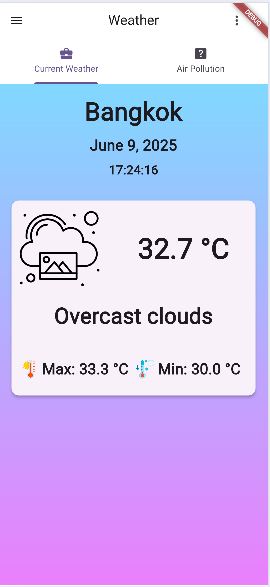 Weather
DEBUG
Current Weather
Air Pollution
Bangkok
June 9, 2025
17:24:16
32.7 °C
Overcast clouds
Max: 33.3 °C Min: 30.0 °C